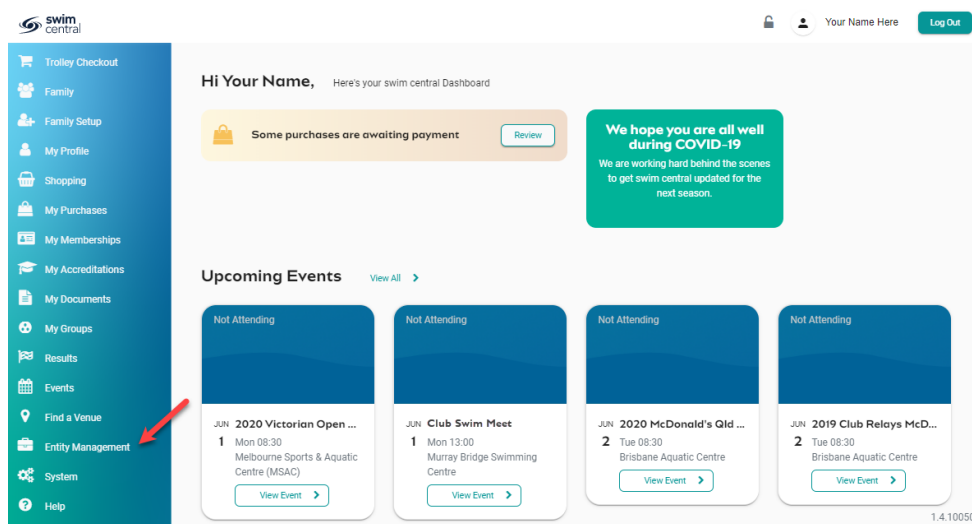 swim
central
Your Name Here
Log Out
Trolley Checkout
Family
Family Setup
My Profile
Shopping
My Purchases
My Memberships
My Accreditations
My Documents
My Groups
Results
Events
Find a Venue
Entity Management
System
Help
Hi Your Name,
Here's your swim central Dashboard
Some purchases are awaiting payment
Review
We hope you are all well
during COVID-19
We are working hard behind the scenes
to get swim central updated for the
next season.
Upcoming Events
View All
Not Attending
JUN 2020 Victorian Open ...
1 Mon 08:30
Melbourne Sports & Aquatic
Centre (MSAC)
View Event
Not Attending
JUN Club Swim Meet
1 Mon 13:00
Murray Bridge Swimming
Centre
View Event
Not Attending
JUN 2020 McDonald's Qld ...
2 Tue 08:30
Brisbane Aquatic Centre
View Event
Not Attending
JUN 2019 Club Relays McD...
2 Tue 08:30
Brisbane Aquatic Centre
View Event
1.4.10050